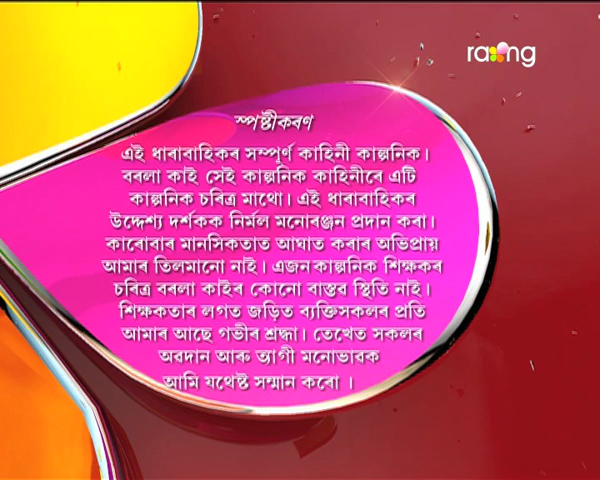 raang
স্পষ্টীকৰণ
এই ধাৰাবাহিকৰ সম্পূৰ্ণ কাহিনী কাল্পনিক।
বৰলা কাই সেই কাল্পনিক কাহিনীৰে এটি
কাল্পনিক চৰিত্ৰ মাথো। এই ধাৰাবাহিকৰ
উদ্দেশ্য দৰ্শকক নিৰ্মল মনোৰঞ্জন প্ৰদান কৰা।
কাৰোবাৰ মানসিকতাত আঘাত কৰাৰ অভিপ্ৰায়
আমাৰ তিলমানো নাই। এজন কাল্পনিক শিক্ষকৰ
চৰিত্ৰ বৰলা কাইৰ কোনো বাস্তৱ স্থিতি নাই।
শিক্ষকতাৰ লগত জড়িত ব্যক্তিসকলৰ প্ৰতি
আমাৰ আছে গভীৰ শ্ৰদ্ধা। তেখেত সকলৰ
অৱদান আৰু ত্যাগী মনোভাৱক
আমি যথেষ্ট সন্মান কৰো ।